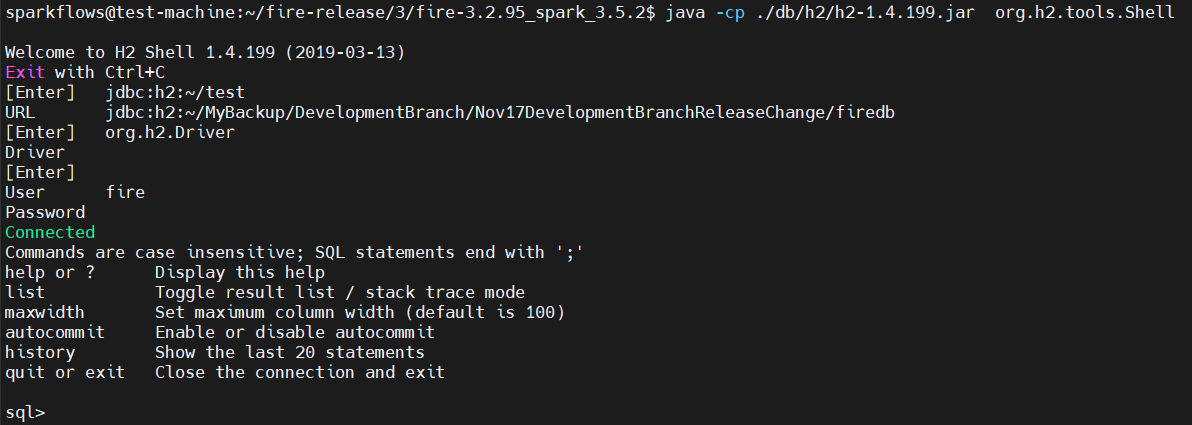 sparkflows@test-machine:~/fire-release/3/fire-3.2.95_spark_3.5.2$ java -cp ./db/h2/h2-1.4.199.jar  org.h2.tools.Shell
Welcome to H2 Shell 1.4.199 (2019-03-13)
Exit with Ctrl+C
[Enter]   jdbc:h2:~/test
URL       jdbc:h2:~/MyBackup/DevelopmentBranch/Nov17DevelopmentBranchReleaseChange/firedb
[Enter]   org.h2.Driver
Driver
[Enter]
User      fire
Password
Connected
Commands are case insensitive; SQL statements end with ';'
help or ?      Display this help
list           Toggle result list / stack trace mode
maxwidth       Set maximum column width (default is 100)
autocommit     Enable or disable autocommit
history        Show the last 20 statements
quit or exit   Close the connection and exit
sql>